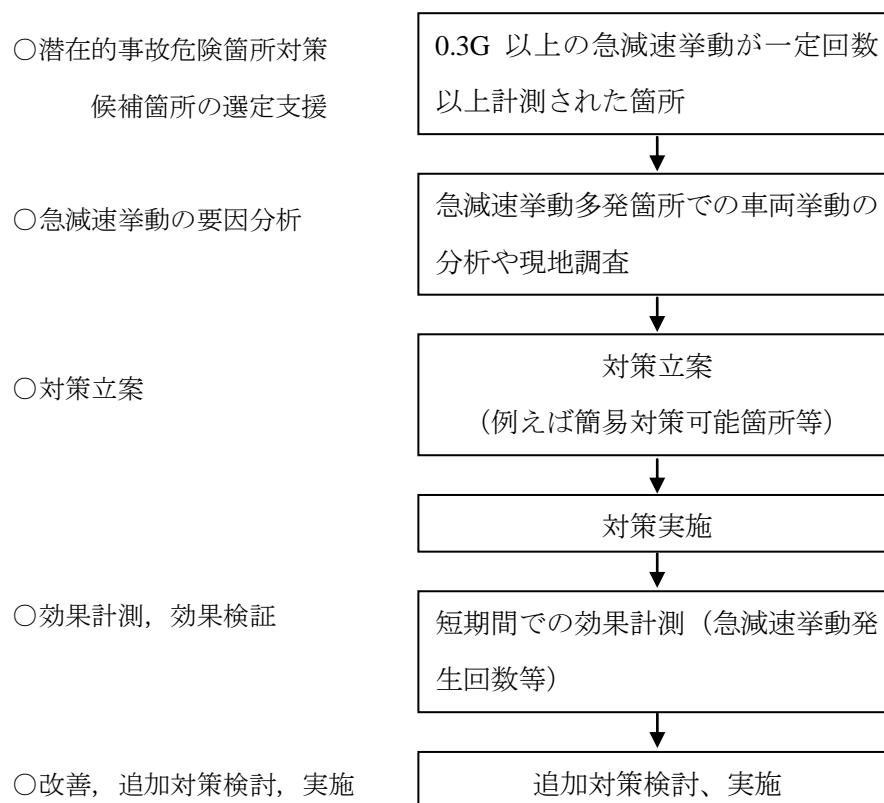 ○潜在的事故危険箇所対策
候補箇所の選定支援
0.3G 以上の急減速挙動が一定回数
以上計測された箇所
○急減速挙動の要因分析
急減速挙動多発箇所での車両挙動の
分析や現地調査
○対策立案
対策立案
（例えば簡易対策可能箇所等）
対策実施
○効果計測，効果検証
短期間での効果計測（急減速挙動発
生回数等）
○改善，追加対策検討，実施
追加対策検討、実施